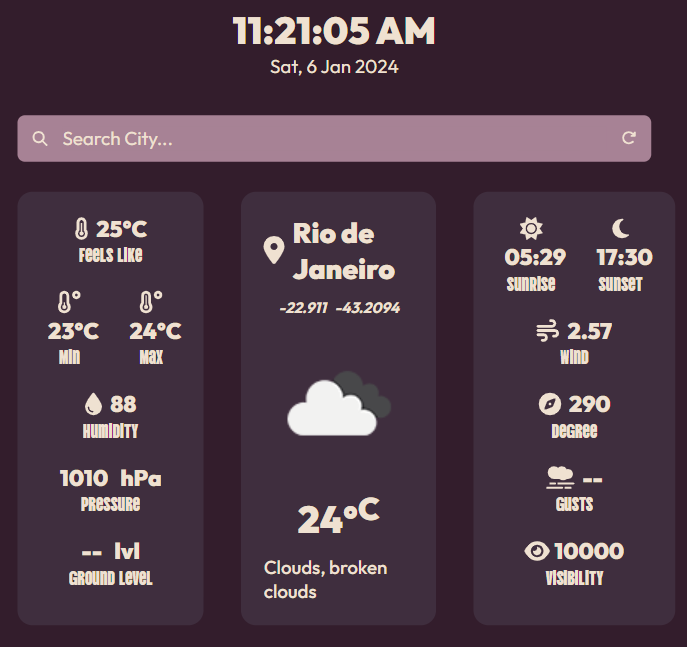 11:21:05 AM
Sat, 6 Jan 2024
Search City...
25°C
Feels Like
23°C 24°C
Min Max
88
Humidity
1010 hPa
Pressure
-- lvl
Ground Level
Rio de
Janeiro
-22.911 -43.2094
24°C
Clouds, broken
clouds
05:29 17:30
Sunrise Sunset
2.57
Wind
290
Degree
--
Gusts
10000
Visibility